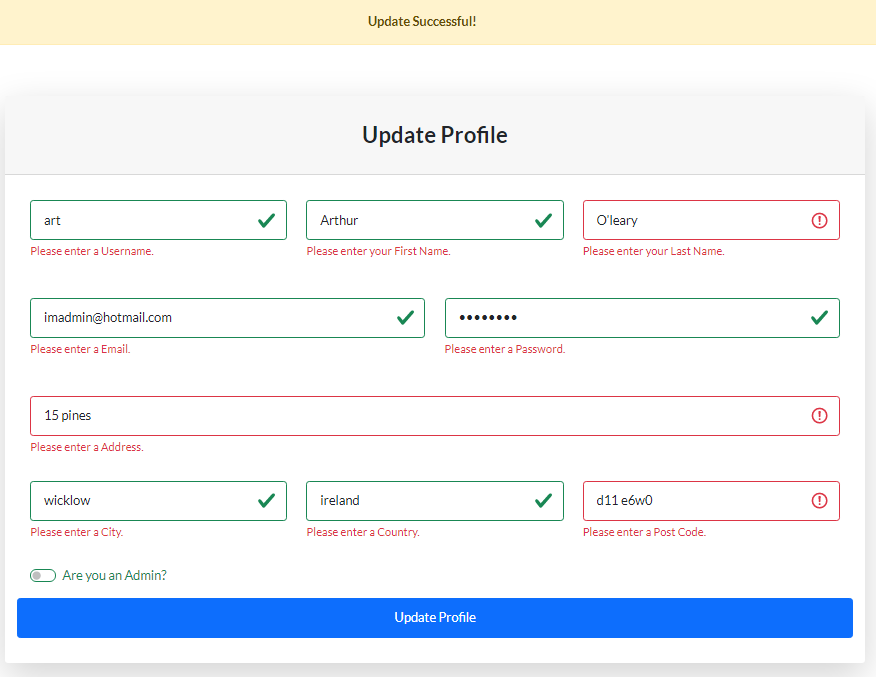 Update Successful!
Update Profile
art
Arthur
O'leary
Please enter a Username.
Please enter your First Name.
Please enter your Last Name.
imadmin@hotmail.com
••••••••
Please enter a Email.
Please enter a Password.
15 pines
Please enter a Address.
wicklow
ireland
d11 e6w0
Please enter a City.
Please enter a Country.
Please enter a Post Code.
Are you an Admin?
Update Profile